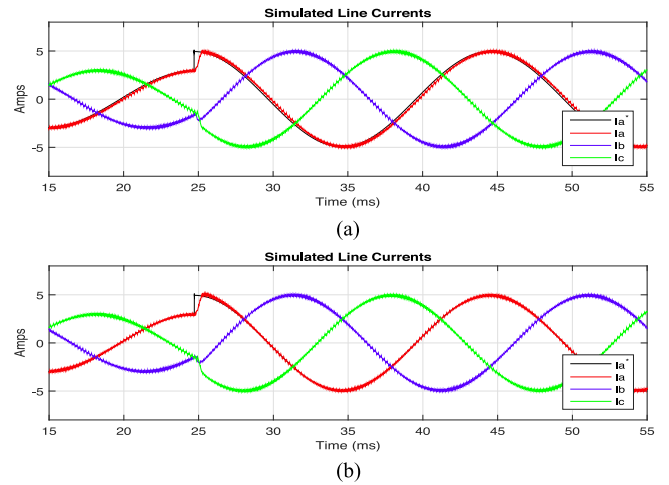 Simulated Line Currents
Amps
5
0
-5
Ia*
Ia
Ib
Ic
15 20 25 30 35 40 45 50 55
Time (ms)
(a)
Simulated Line Currents
Amps
5
0
-5
Ia*
Ia
Ib
Ic
15 20 25 30 35 40 45 50 55
Time (ms)
(b)